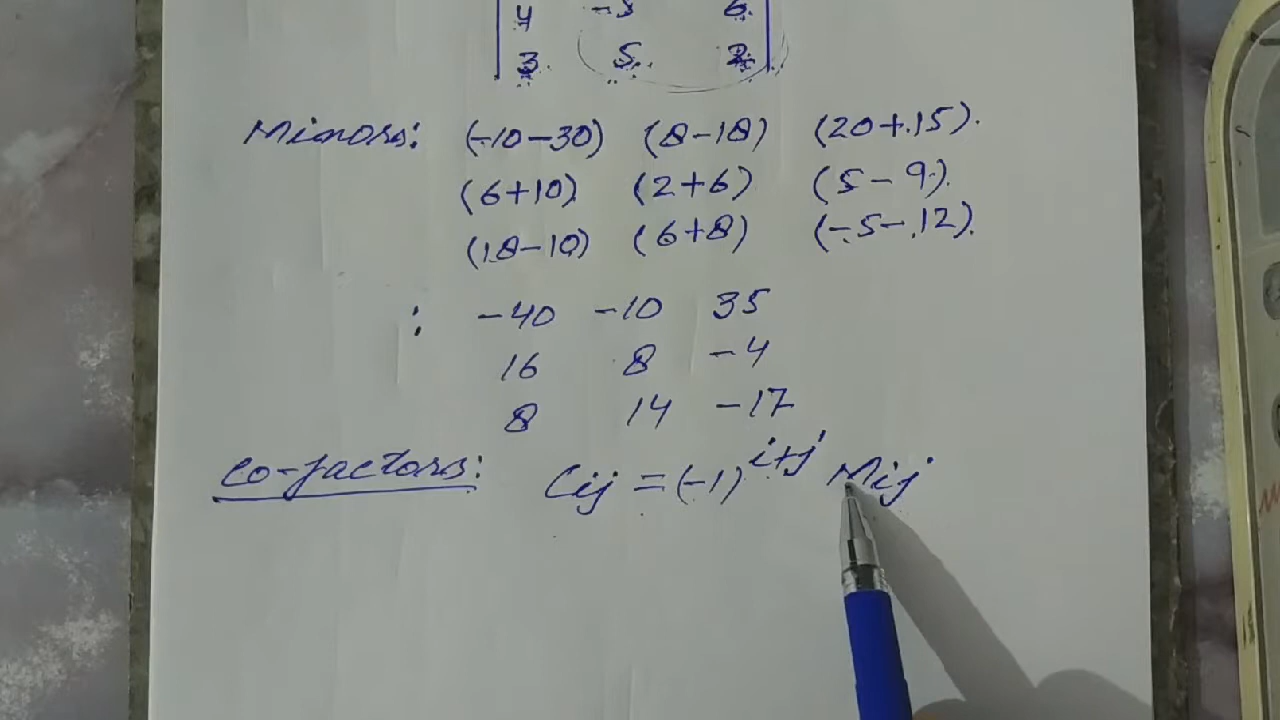 4 -5 6
3 5 2
Minors: (-10-30) (8-18) (20+15)
(6+10) (2+6) (5-9)
(18-10) (6+8) (-5-12)
: -40 -10 35
16 8 -4
8 14 -17
Co-factors: Cij = (-1)^i+j Mij